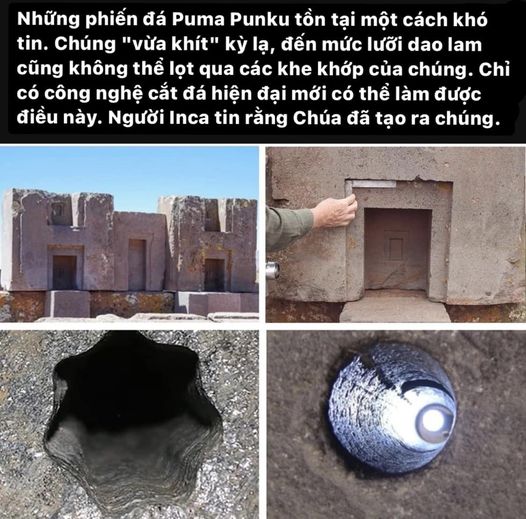 Những phiến đá Puma Punku tồn tại một cách khó
tin. Chúng "vừa khít" kỳ lạ, đến mức lưỡi dao lam
cũng không thể lọt qua các khe khớp của chúng. Chỉ
có công nghệ cắt đá hiện đại mới có thể làm được
điều này. Người Inca tin rằng Chúa đã tạo ra chúng.